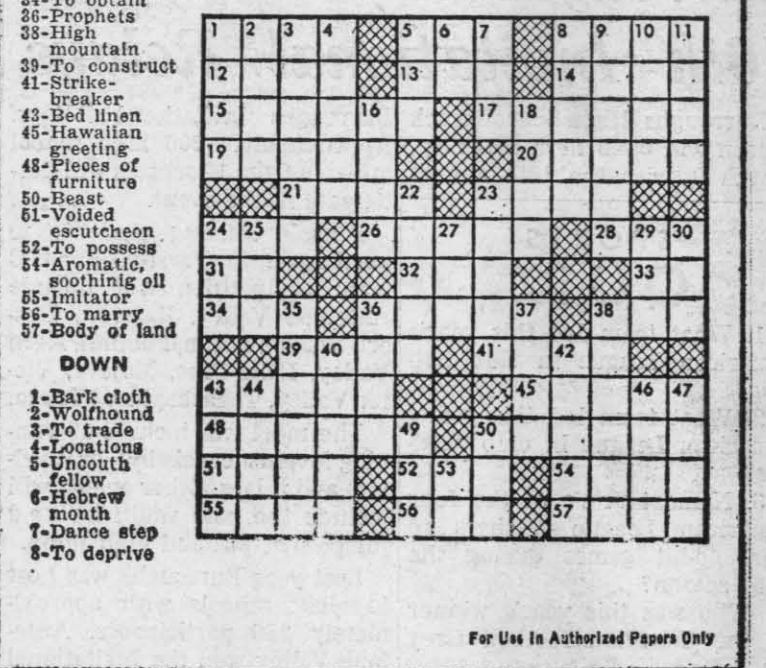 34-To obtain
36-Prophets
38-High
mountain
39-To construct
41-Strike-
breaker
43-Bed linen
45-Hawaiian
greeting
48-Pieces of
furniture
50-Beast
51-Voided
escutcheon
52-To possess
54-Aromatic,
soothinig oil
55-Imitator
56-To marry
57-Body of land
DOWN
1-Bark cloth
2-Wolfhound
3-To trade
4-Locations
5-Uncouth
fellow
6-Hebrew
month
7-Dance step
8-To deprive
1 2 3 4 5 6 7 8 9 10 11
12 13 14
15 16 17 18
19 20
21 22 23
24 25 26 27 28 29 30
31 32 33
34 35 36 37 38
39 40 41 42
43 44 45 46 47
48 49 50
51 52 53 54
55 56 57
For Use in Authorized Papers Only